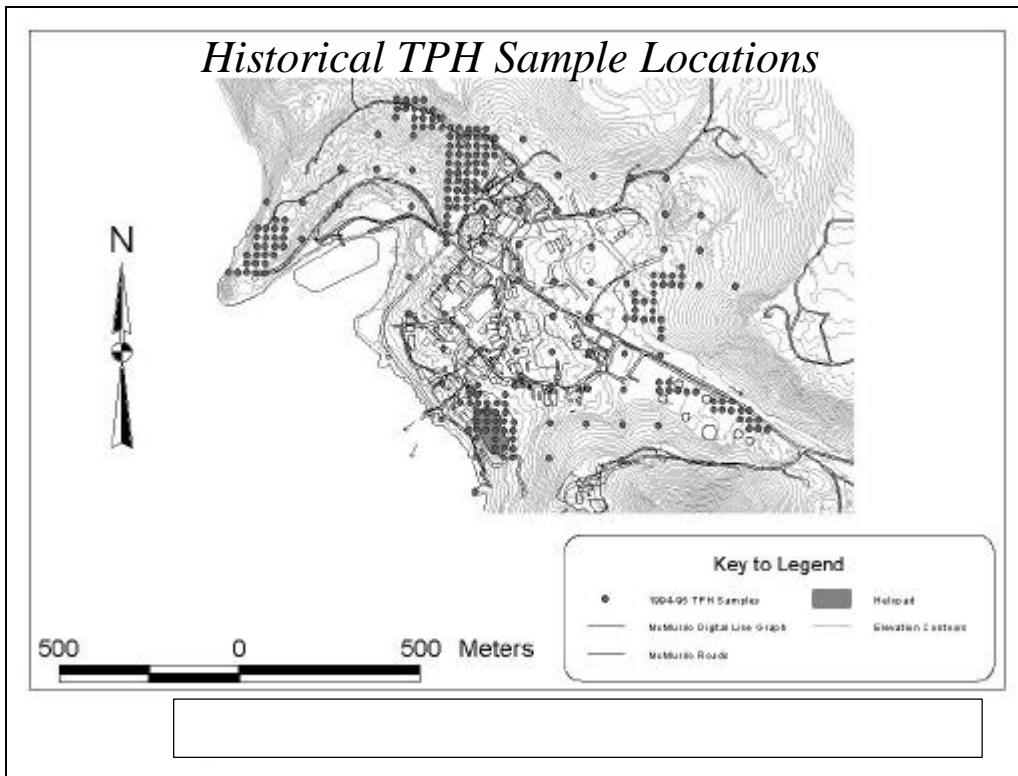 Historical TPH Sample Locations
N
Key to Legend
1994-95 TPH Samples
Helipad
McMurdo Digital Line Graph
Elevation Contours
McMurdo Roads
500 0 500 Meters